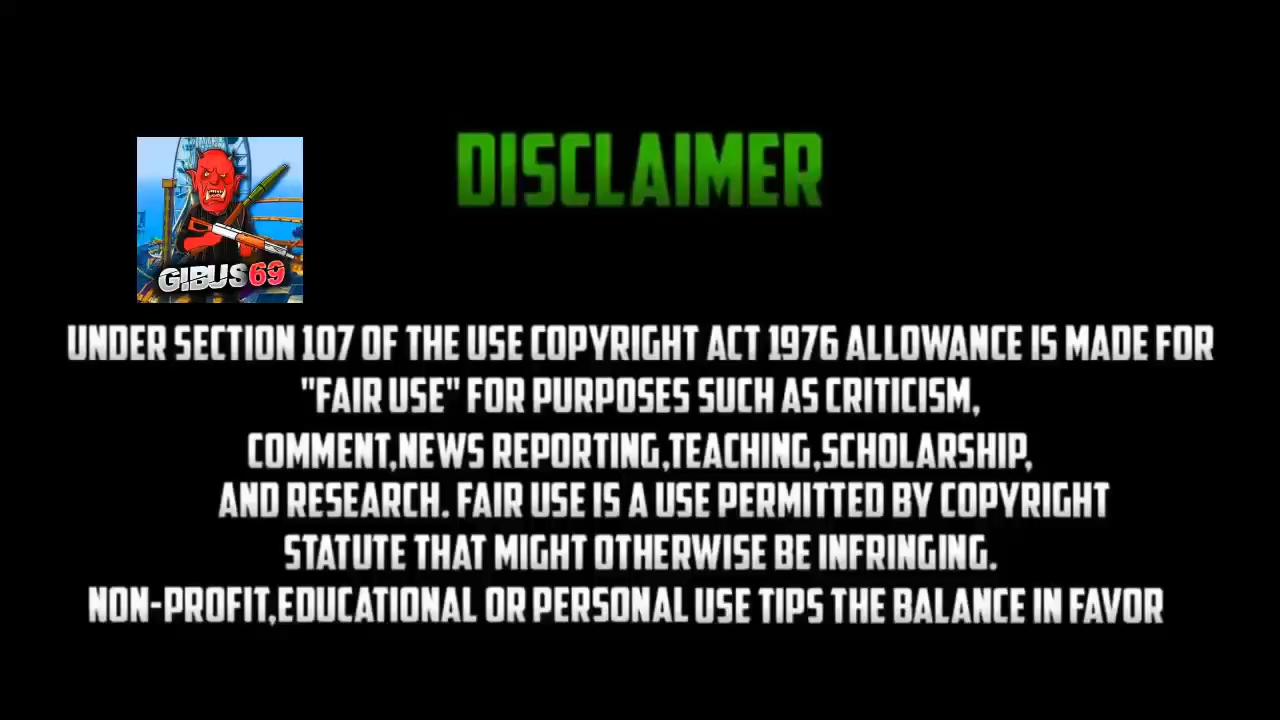 DISCLAIMER
GIBUS69
UNDER SECTION 107 OF THE USE COPYRIGHT ACT 1976 ALLOWANCE IS MADE FOR
"FAIR USE" FOR PURPOSES SUCH AS CRITICISM,
COMMENT,NEWS REPORTING,TEACHING,SCHOLARSHIP,
AND RESEARCH. FAIR USE IS A USE PERMITTED BY COPYRIGHT
STATUTE THAT MIGHT OTHERWISE BE INFRINGING.
NON-PROFIT,EDUCATIONAL OR PERSONAL USE TIPS THE BALANCE IN FAVOR